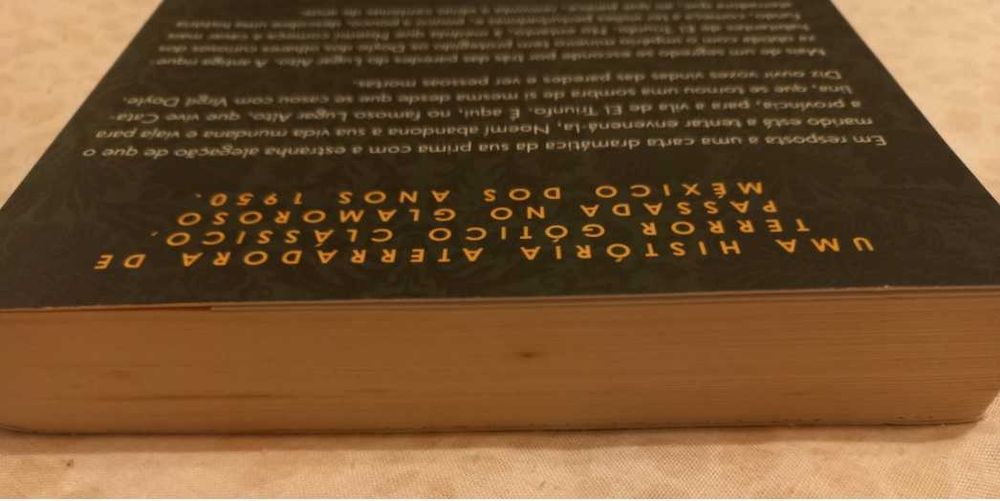 UMA HISTÓRIA ATERRADORA DE
TERROR GÓTICO CLÁSSICO,
PASSADA NO GLAMOROSO
MÉXICO DOS ANOS 1950.
Em resposta a uma carta dramática da sua prima com a estranha alegação de que o
marido está a tentar envenená-la, Noemí abandona a sua vida mundana e viaja para
a província, para a vila de El Triunfo. É aqui, no famoso Lugar Alto, que vive Cata-
lina, que se tornou uma sombra de si mesma desde que se casou com Virgil Doyle.
Diz ouvir vozes vindas das paredes e ver pessoas mortas
Mais do que um segredo se esconde por trás das paredes do Lugar Alto. A antiga riqueza